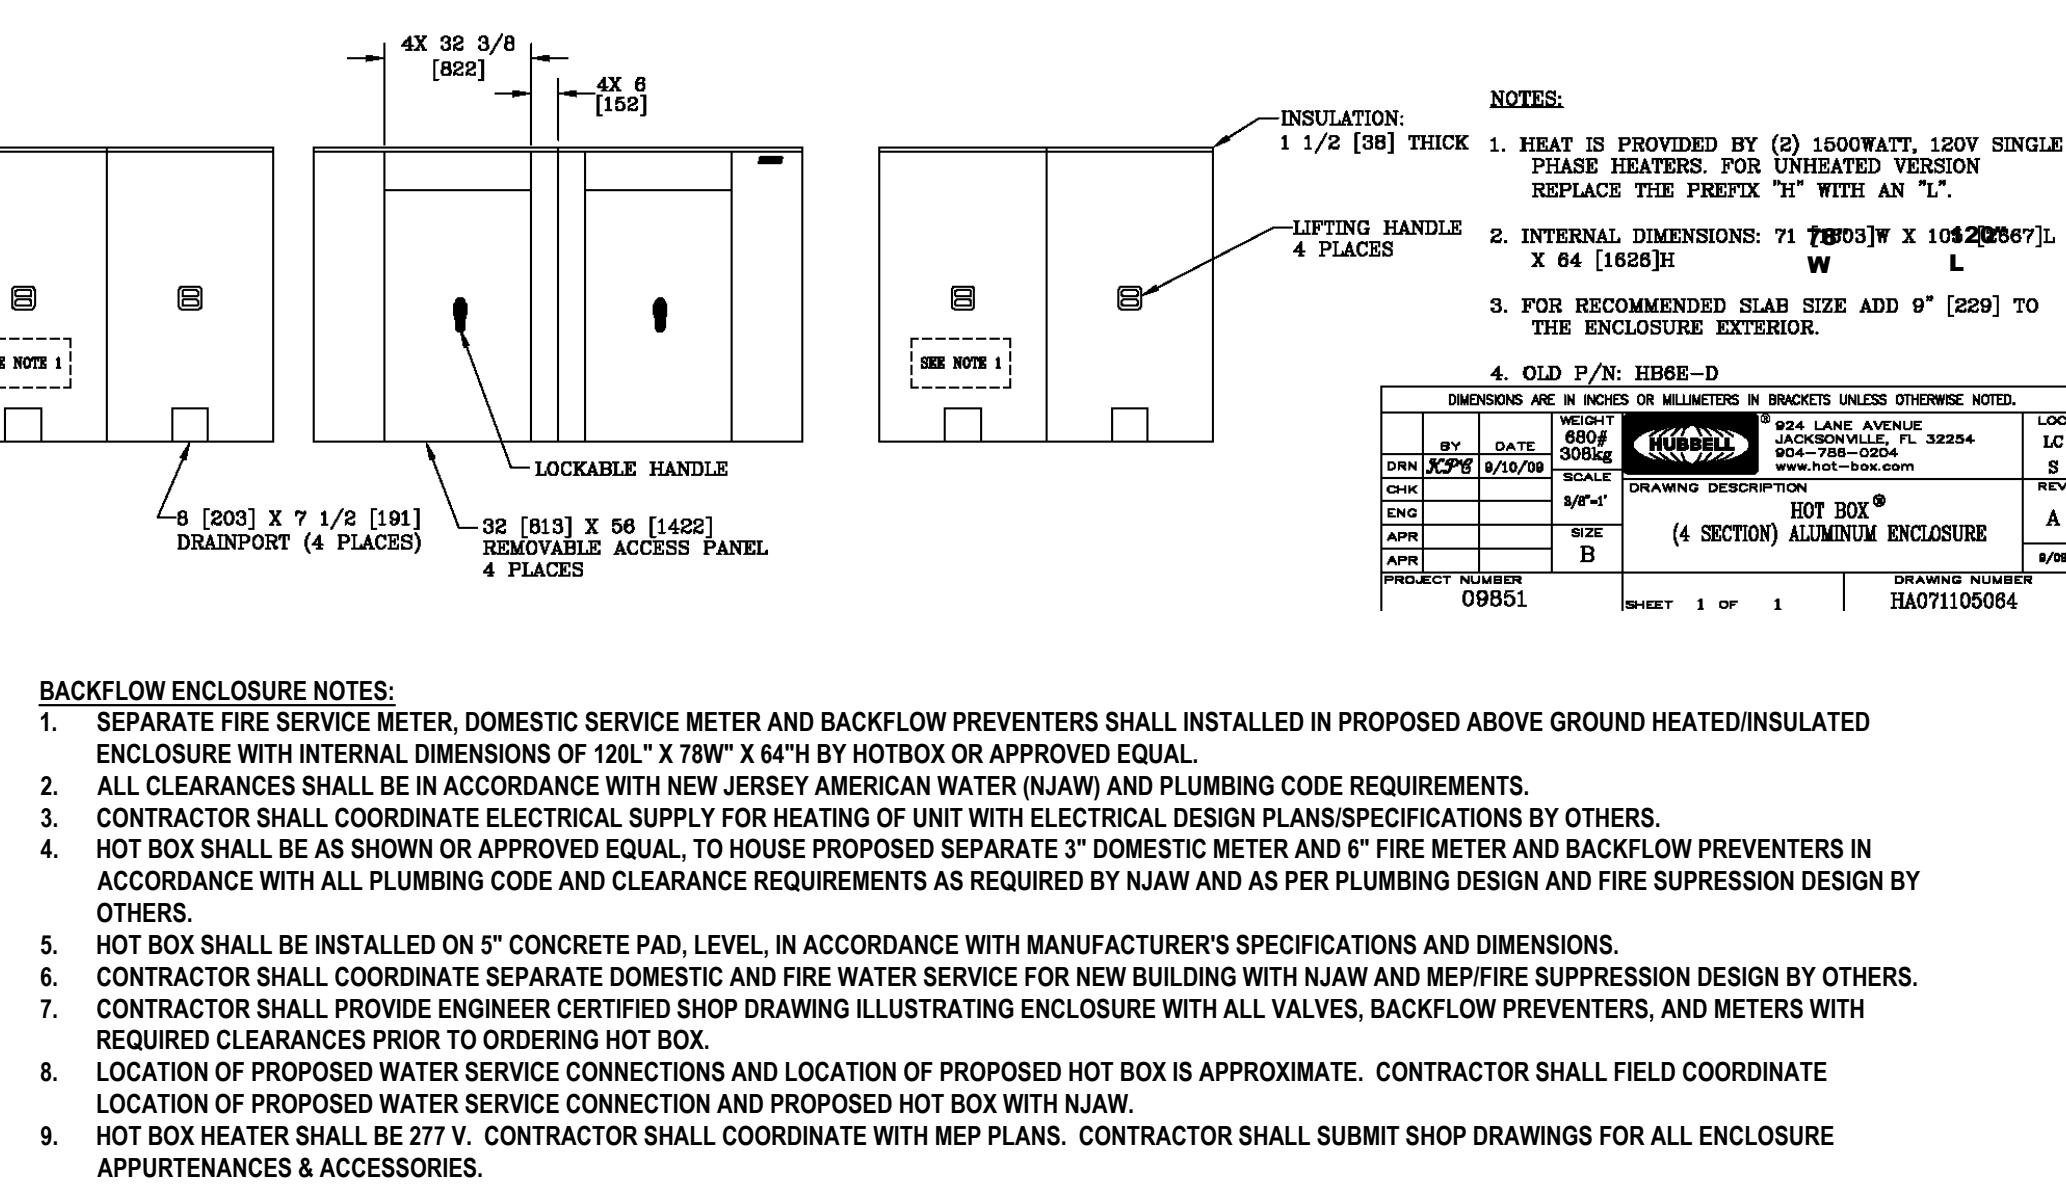 4X 32 3/8
[822]
4X 6
[152]
INSULATION:
1 1/2 [38] THICK
LIFTING HANDLE
4 PLACES
NOTE 1
SEE NOTE 1
LOCKABLE HANDLE
8 [203] X 7 1/2 [191]
DRAINPORT (4 PLACES)
32 [813] X 56 [1422]
REMOVABLE ACCESS PANEL
4 PLACES
NOTES:
1. HEAT IS PROVIDED BY (2) 1500WATT, 120V SINGLE
PHASE HEATERS. FOR UNHEATED VERSION
REPLACE THE PREFIX "H" WITH AN "L".
2. INTERNAL DIMENSIONS: 71 78" W X 120" L
X 64 [1626]H
W L
3. FOR RECOMMENDED SLAB SIZE ADD 9" [229] TO
THE ENCLOSURE EXTERIOR.
4. OLD P/N: HB6E-D
DIMENSIONS ARE IN INCHES OR MILLIMETERS IN BRACKETS UNLESS OTHERWISE NOTED.
BY DATE
DRN KPC 9/10/09
CHK
ENG
APR
APR
WEIGHT
680#
308kg
SCALE
3/8"=1'
SIZE
B
HUBBELL ®
924 LANE AVENUE
JACKSONVILLE, FL 32254
904-786-0204
www.hot-box.com
LOC
LC
S
DRAWING DESCRIPTION
HOT BOX®
(4 SECTION) ALUMINUM ENCLOSURE
REV
A
9/09
PROJECT NUMBER
09851
SHEET 1 OF 1
DRAWING NUMBER
HA071105064
BACKFLOW ENCLOSURE NOTES:
1. SEPARATE FIRE SERVICE METER, DOMESTIC SERVICE METER AND BACKFLOW PREVENTERS SHALL INSTALLED IN PROPOSED ABOVE GROUND HEATED/INSULATED
ENCLOSURE WITH INTERNAL DIMENSIONS OF 120L" X 78W" X 64"H BY HOTBOX OR APPROVED EQUAL.
2. ALL CLEARANCES SHALL BE IN ACCORDANCE WITH NEW JERSEY AMERICAN WATER (NJAW) AND PLUMBING CODE REQUIREMENTS.
3. CONTRACTOR SHALL COORDINATE ELECTRICAL SUPPLY FOR HEATING OF UNIT WITH ELECTRICAL DESIGN PLANS/SPECIFICATIONS BY OTHERS.
4. HOT BOX SHALL BE AS SHOWN OR APPROVED EQUAL, TO HOUSE PROPOSED SEPARATE 3" DOMESTIC METER AND 6" FIRE METER AND BACKFLOW PREVENTERS IN
ACCORDANCE WITH ALL PLUMBING CODE AND CLEARANCE REQUIREMENTS AS REQUIRED BY NJAW AND AS PER PLUMBING DESIGN AND FIRE SUPRESSION DESIGN BY
OTHERS.
5. HOT BOX SHALL BE INSTALLED ON 5" CONCRETE PAD, LEVEL, IN ACCORDANCE WITH MANUFACTURER'S SPECIFICATIONS AND DIMENSIONS.
6. CONTRACTOR SHALL COORDINATE SEPARATE DOMESTIC AND FIRE WATER SERVICE FOR NEW BUILDING WITH NJAW AND MEP/FIRE SUPPRESSION DESIGN BY OTHERS.
7. CONTRACTOR SHALL PROVIDE ENGINEER CERTIFIED SHOP DRAWING ILLUSTRATING ENCLOSURE WITH ALL VALVES, BACKFLOW PREVENTERS, AND METERS WITH
REQUIRED CLEARANCES PRIOR TO ORDERING HOT BOX.
8. LOCATION OF PROPOSED WATER SERVICE CONNECTIONS AND LOCATION OF PROPOSED HOT BOX IS APPROXIMATE. CONTRACTOR SHALL FIELD COORDINATE
LOCATION OF PROPOSED WATER SERVICE CONNECTION AND PROPOSED HOT BOX WITH NJAW.
9. HOT BOX HEATER SHALL BE 277 V. CONTRACTOR SHALL COORDINATE WITH MEP PLANS. CONTRACTOR SHALL SUBMIT SHOP DRAWINGS FOR ALL ENCLOSURE
APPURTENANCES & ACCESSORIES.